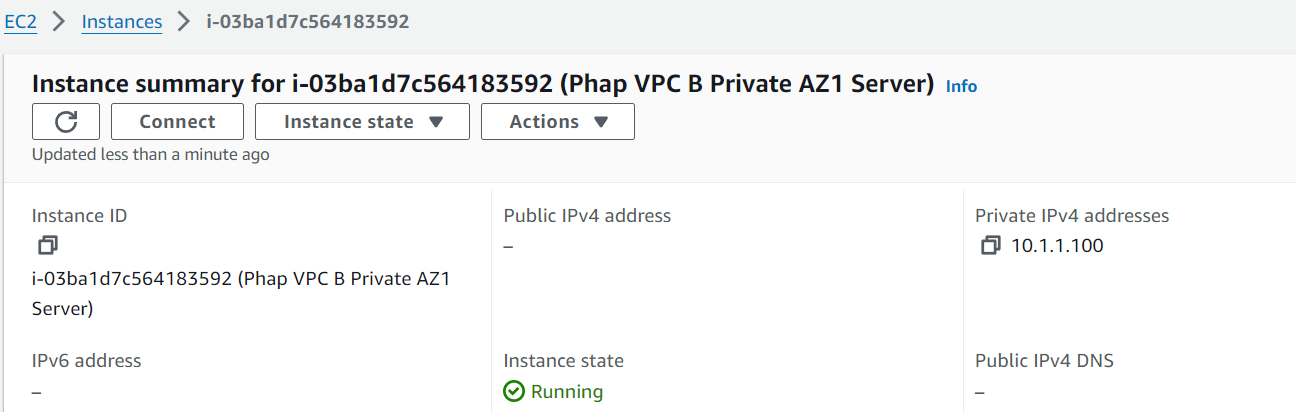 EC2 > Instances > i-03ba1d7c564183592
Instance summary for i-03ba1d7c564183592 (Phap VPC B Private AZ1 Server) Info
Connect Instance state Actions
Updated less than a minute ago
Instance ID
i-03ba1d7c564183592 (Phap VPC B Private AZ1
Server)
Public IPv4 address
–
Private IPv4 addresses
10.1.1.100
IPv6 address
–
Instance state
Running
Public IPv4 DNS
–